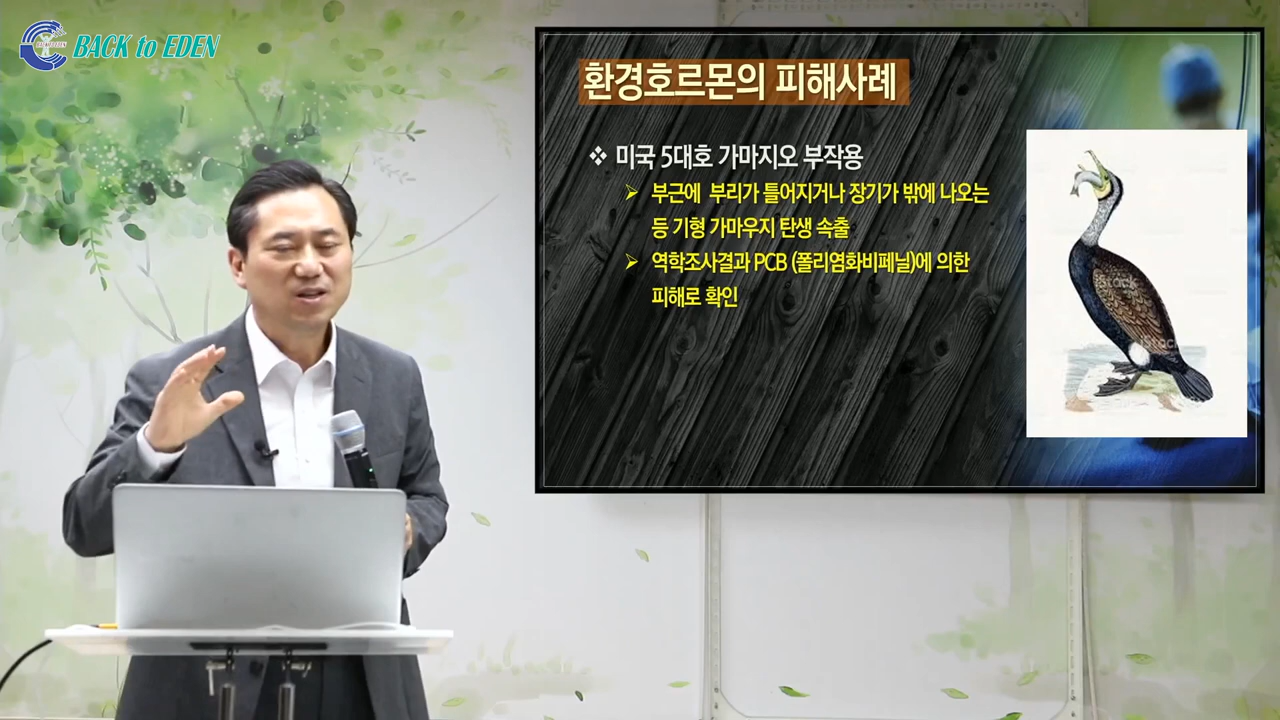 BACK to EDEN
환경호르몬의 피해사례
❖ 미국 5대호 가마지오 부작용
➢ 부근에 부리가 틀어지거나 장기가 밖에 나오는
등 기형 가마우지 탄생 속출
➢ 역학조사결과 PCB (폴리염화비페닐)에 의한
피해로 확인
iStock
iStock